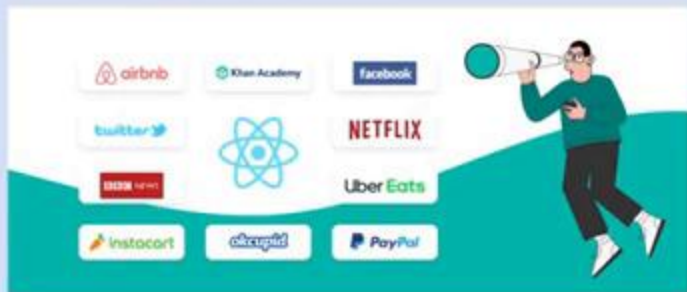 airbnb
Khan Academy
facebook
twitter
NETFLIX
BBC NEWS
Uber Eats
instacart
okcupid
PayPal